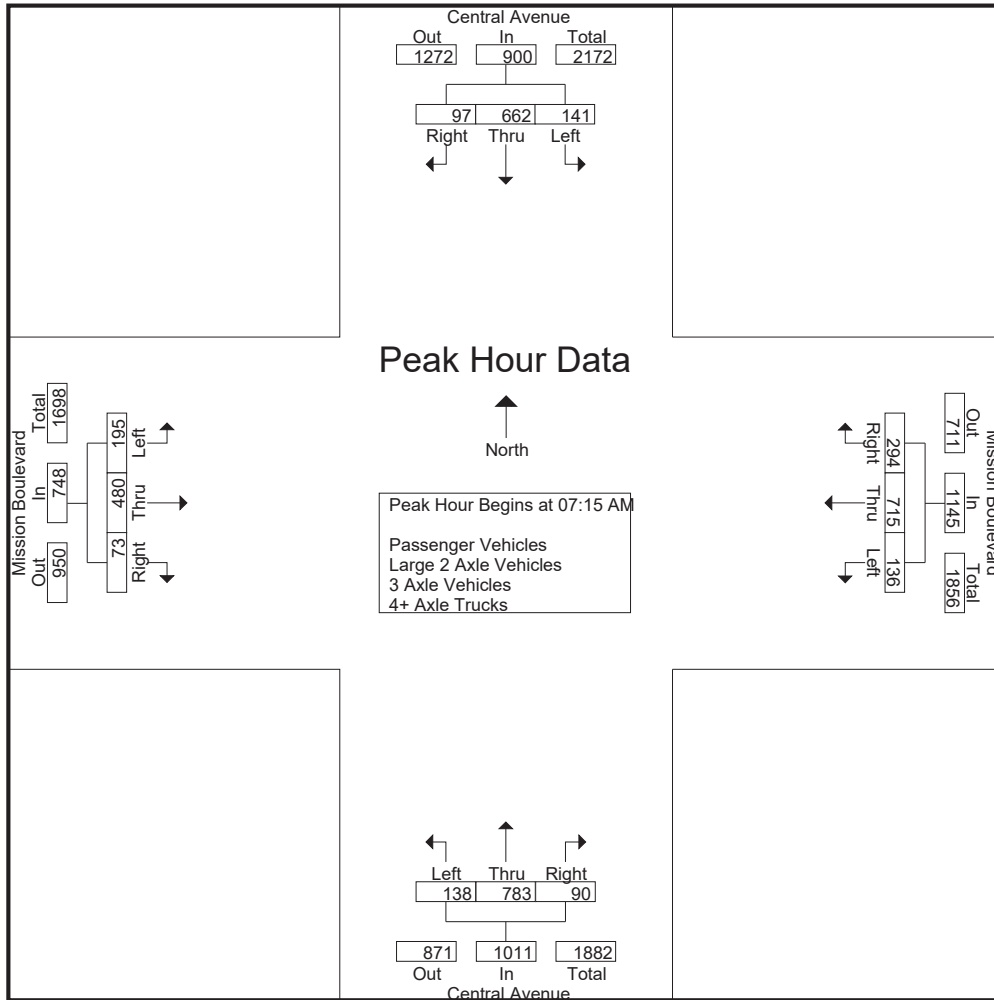 Central Avenue
Out In Total
1272 900 2172
97 662 141
Right Thru Left
Peak Hour Data
North
Peak Hour Begins at 07:15 AM
Passenger Vehicles
Large 2 Axle Vehicles
3 Axle Vehicles
4+ Axle Trucks
Mission Boulevard
Out In Total
950 748 1698
Left Thru Right
195 480 73
Mission Boulevard
Out In Total
711 1145 1856
Right Thru Left
294 715 136
Left Thru Right
138 783 90
871 1011 1882
Out In Total
Central Avenue